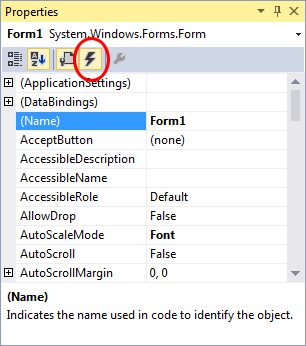 Properties
Form1 System.Windows.Forms.Form
(ApplicationSettings)
(DataBindings)
(Name) Form1
AcceptButton (none)
AccessibleDescription
AccessibleName
AccessibleRole Default
AllowDrop False
AutoScaleMode Font
AutoScroll False
AutoScrollMargin 0, 0
(Name)
Indicates the name used in code to identify the object.